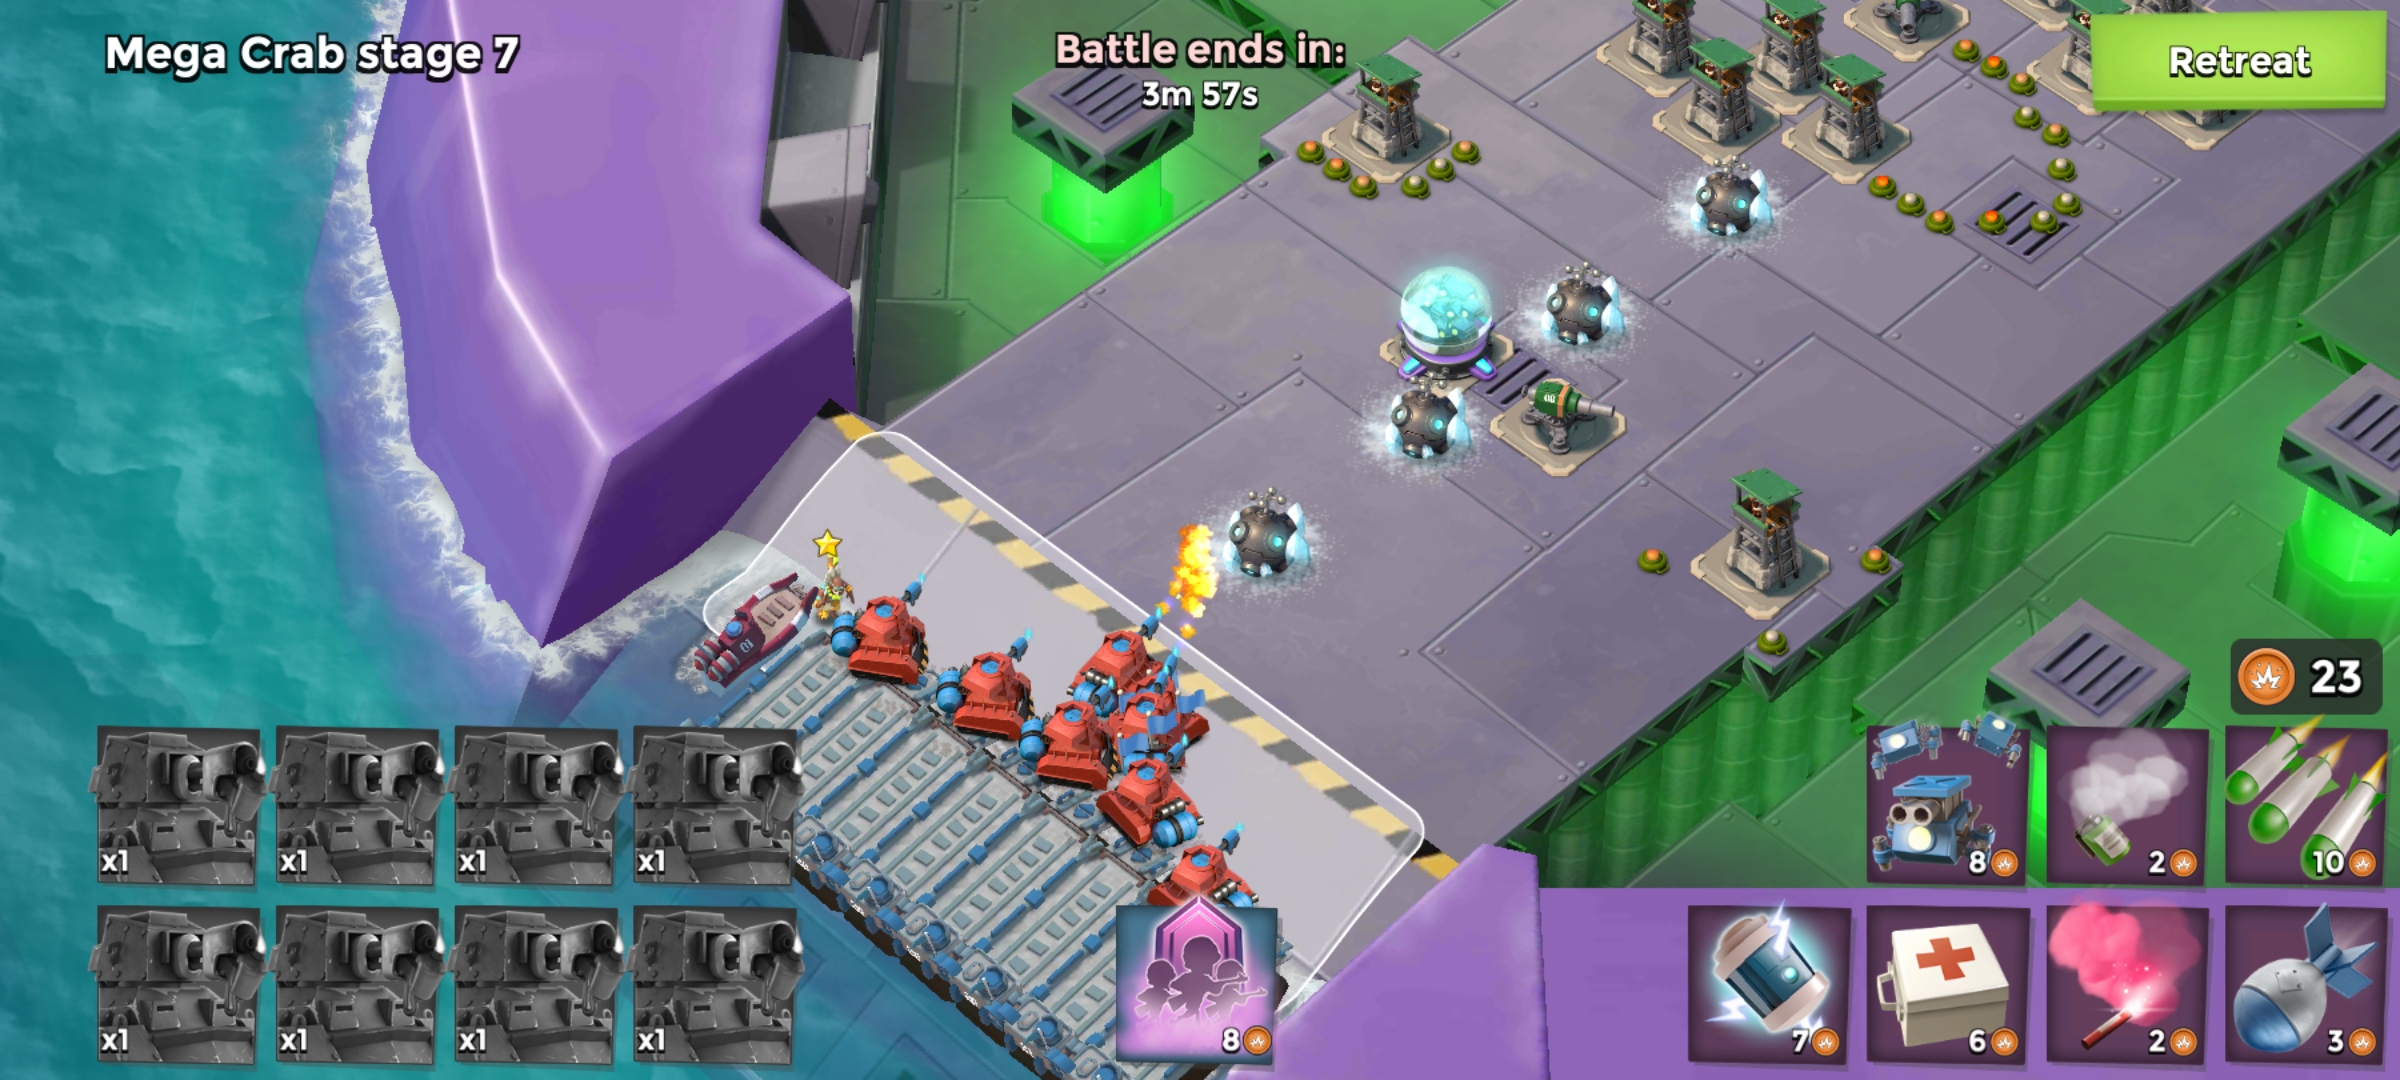 Mega Crab stage 7
Battle ends in:
3m 57s
Retreat
23
x1
x1
x1
x1
8
2
10
x1
x1
x1
x1
8
7
6
2
3